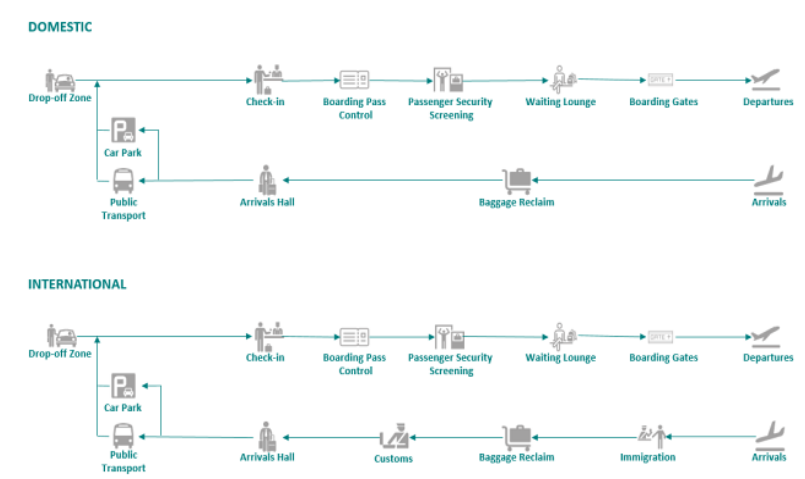 DOMESTIC
Drop-off Zone
Check-in
Boarding Pass
Control
Passenger Security
Screening
Waiting Lounge
GATE
Boarding Gates
Departures
P
Car Park
Public
Transport
Arrivals Hall
Baggage Reclaim
Arrivals
INTERNATIONAL
Drop-off Zone
Check-in
Boarding Pass
Control
Passenger Security
Screening
Waiting Lounge
GATE
Boarding Gates
Departures
P
Car Park
Public
Transport
Arrivals Hall
Customs
Baggage Reclaim
Immigration
Arrivals